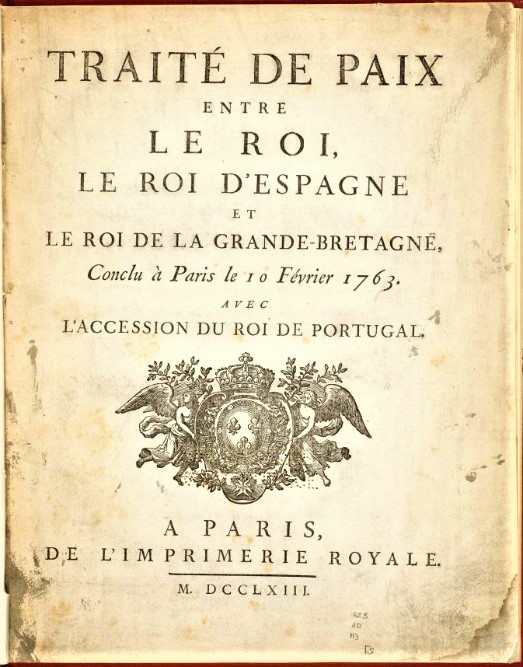 TRAITÉ DE PAIX
ENTRE
LE ROI,
LE ROI D'ESPAGNE
ET
LE ROI DE LA GRANDE-BRETAGNE,
Conclu à Paris le 10 Février 1763.
AVEC
L'ACCESSION DU ROI DE PORTUGAL.
A PARIS,
DE L'IMPRIMERIE ROYALE.
M. DCCLXIII.